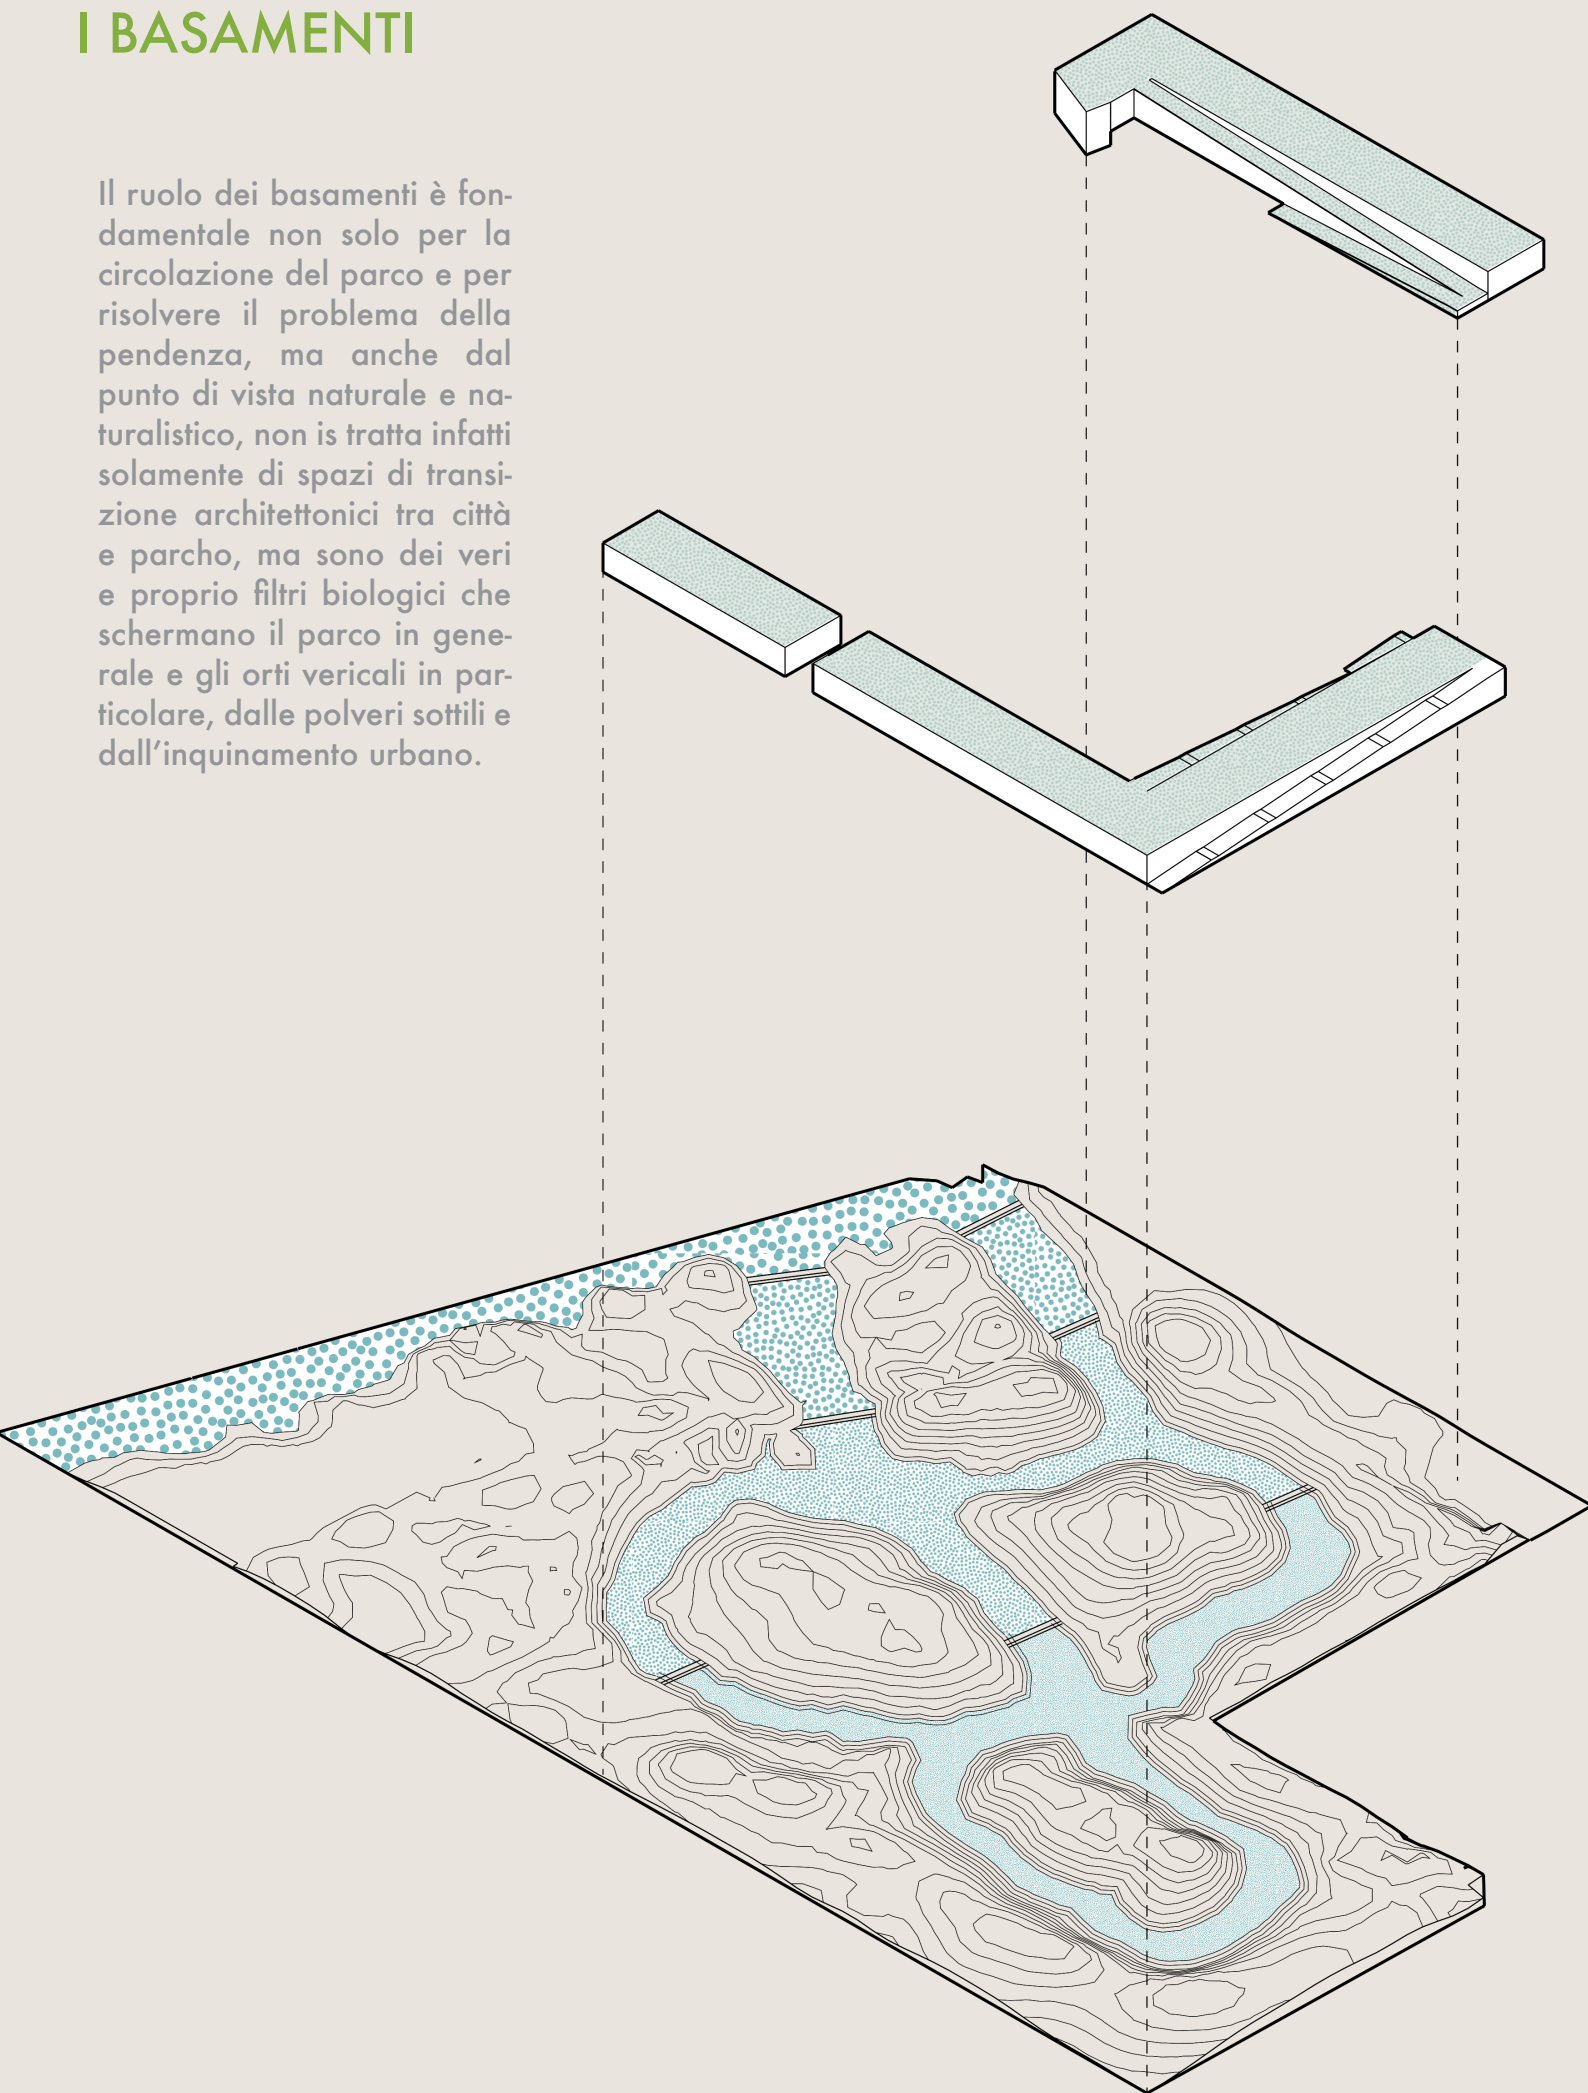 I BASAMENTI
Il ruolo dei basamenti è fon-
damentale non solo per la
circolazione del parco e per
risolvere il problema della
pendenza, ma anche dal
punto di vista naturale e na-
turalistico, non is tratta infatti
solamente di spazi di transi-
zione architettonici tra città
e parcho, ma sono dei veri
e proprio filtri biologici che
schermano il parco in gene-
rale e gli orti vericali in par-
ticolare, dalle polveri sottili e
dall'inquinamento urbano.